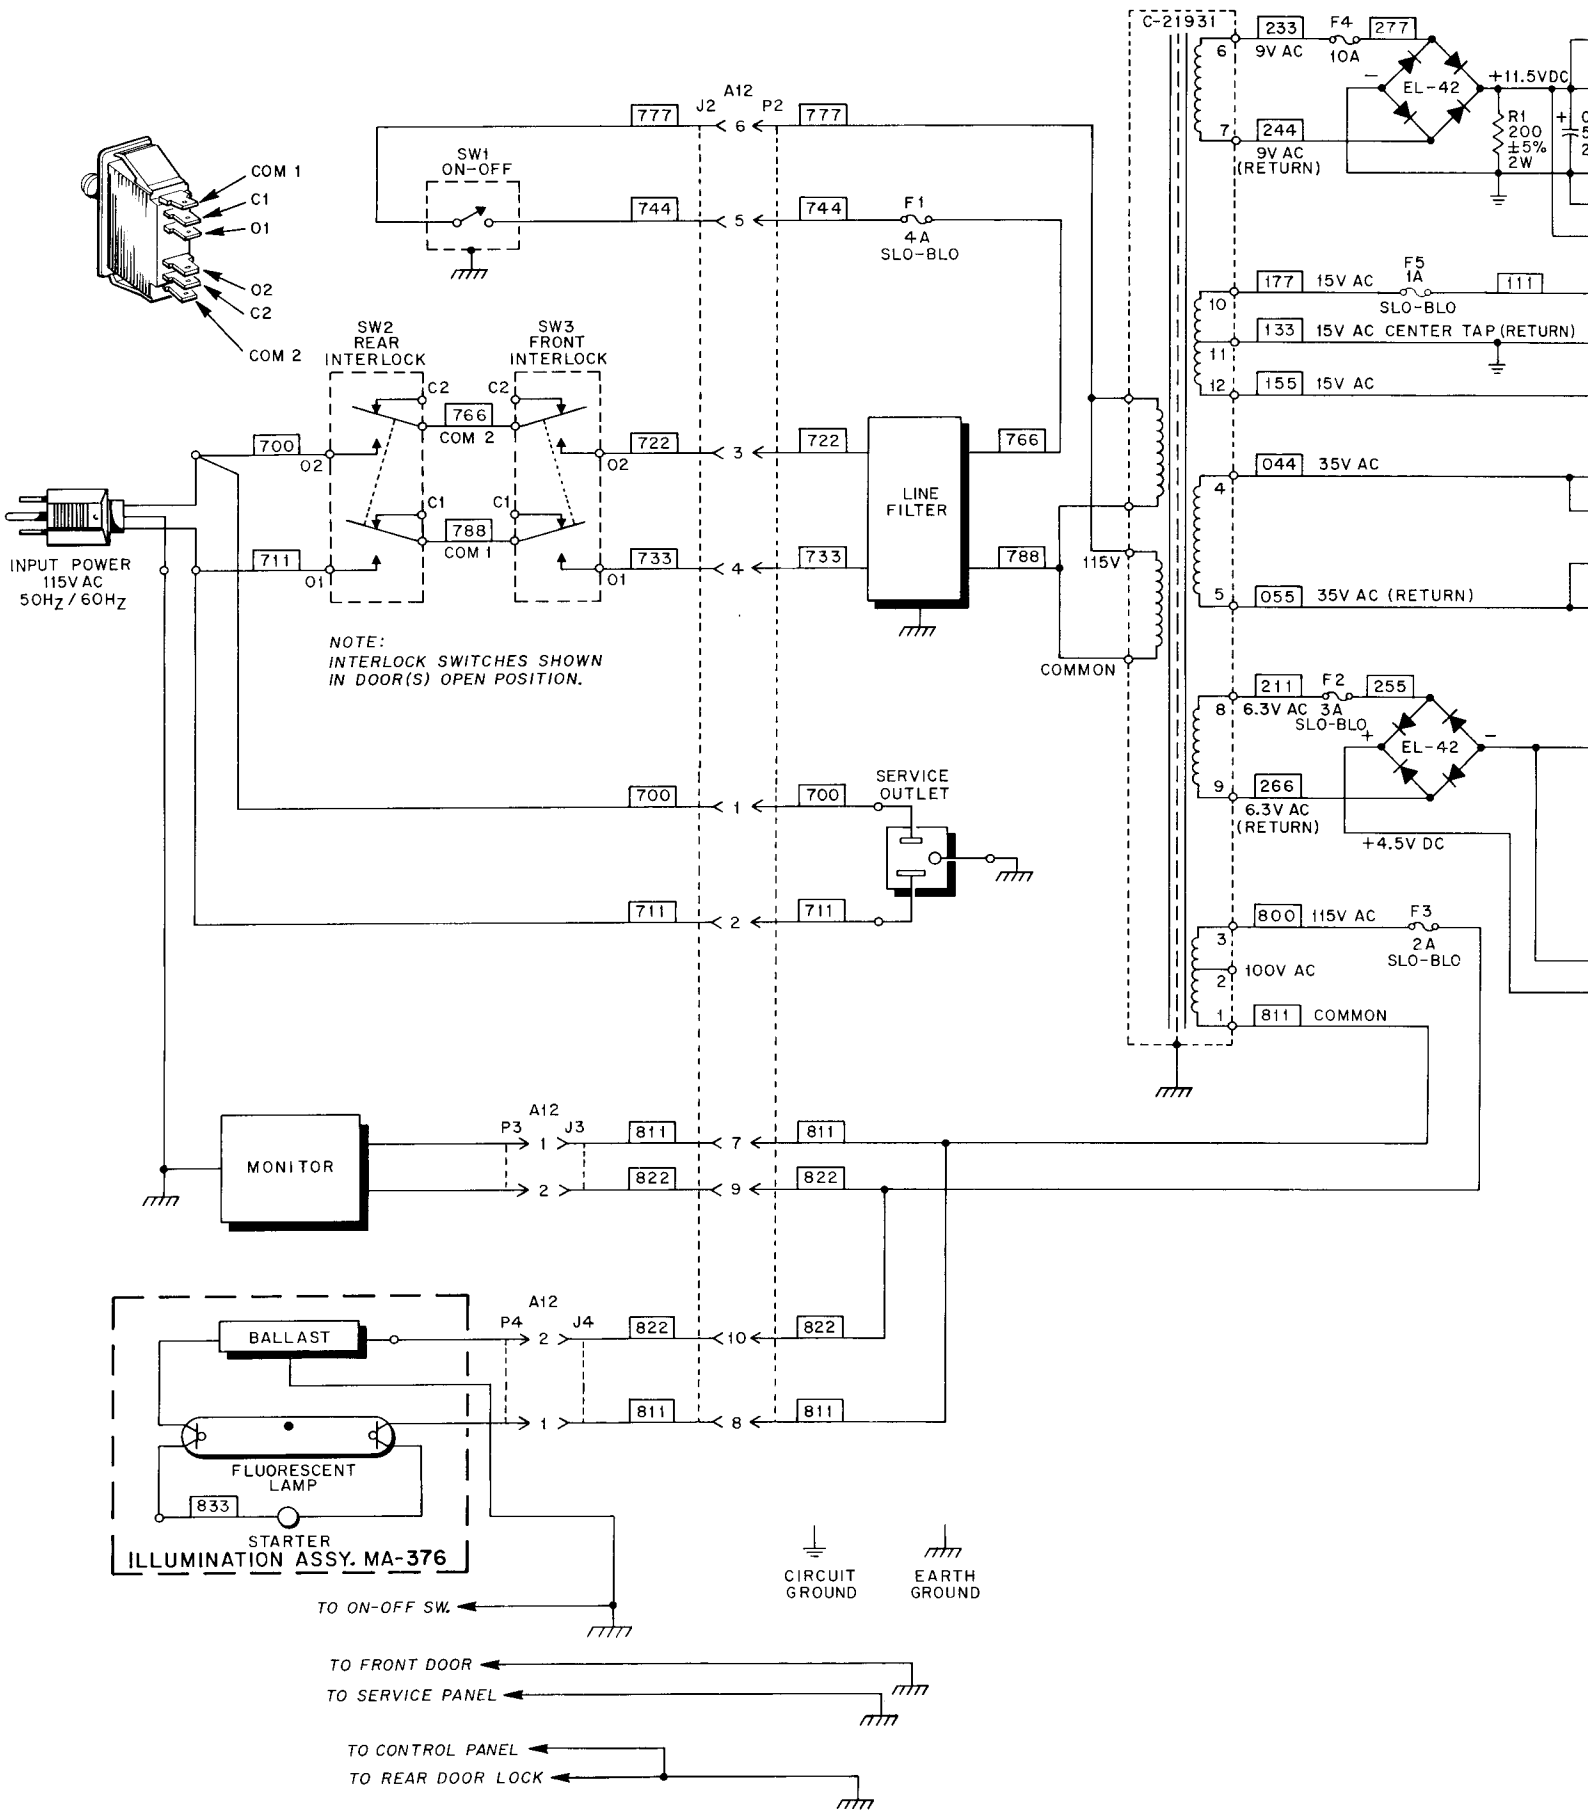 C-21931
6
233
9V AC
F4
10A
277
-
EL-42
+11.5VDC
R1
200
±5%
2W
+
7
244
9V AC
(RETURN)
A12
J2
P2
777
6
777
SW1
ON-OFF
744
5
744
F1
4A
SLO-BLO
COM 1
C1
O1
O2
C2
COM 2
10
177
15V AC
F5
1A
SLO-BLO
111
11
133
15V AC CENTER TAP (RETURN)
12
155
15V AC
SW2
REAR
INTERLOCK
SW3
FRONT
INTERLOCK
C2
C2
766
COM 2
700
O2
O2
722
3
722
766
LINE
FILTER
4
044
35V AC
C1
C1
788
COM 1
711
O1
O1
733
4
733
788
115V
5
055
35V AC (RETURN)
INPUT POWER
115V AC
50HZ / 60HZ
NOTE:
INTERLOCK SWITCHES SHOWN
IN DOOR(S) OPEN POSITION.
COMMON
8
211
6.3V AC
F2
3A
SLO-BLO
255
+
EL-42
-
9
266
6.3V AC
(RETURN)
+4.5V DC
700
1
700
SERVICE
OUTLET
711
2
711
3
800
115V AC
F3
2A
SLO-BLO
2
100V AC
1
811
COMMON
MONITOR
P3
A12
J3
1
811
7
811
2
822
9
822
BALLAST
P4
A12
J4
2
822
10
822
1
811
8
811
FLUORESCENT
LAMP
833
STARTER
ILLUMINATION ASSY. MA-376
CIRCUIT
GROUND
EARTH
GROUND
TO ON-OFF SW.
TO FRONT DOOR
TO SERVICE PANEL
TO CONTROL PANEL
TO REAR DOOR LOCK